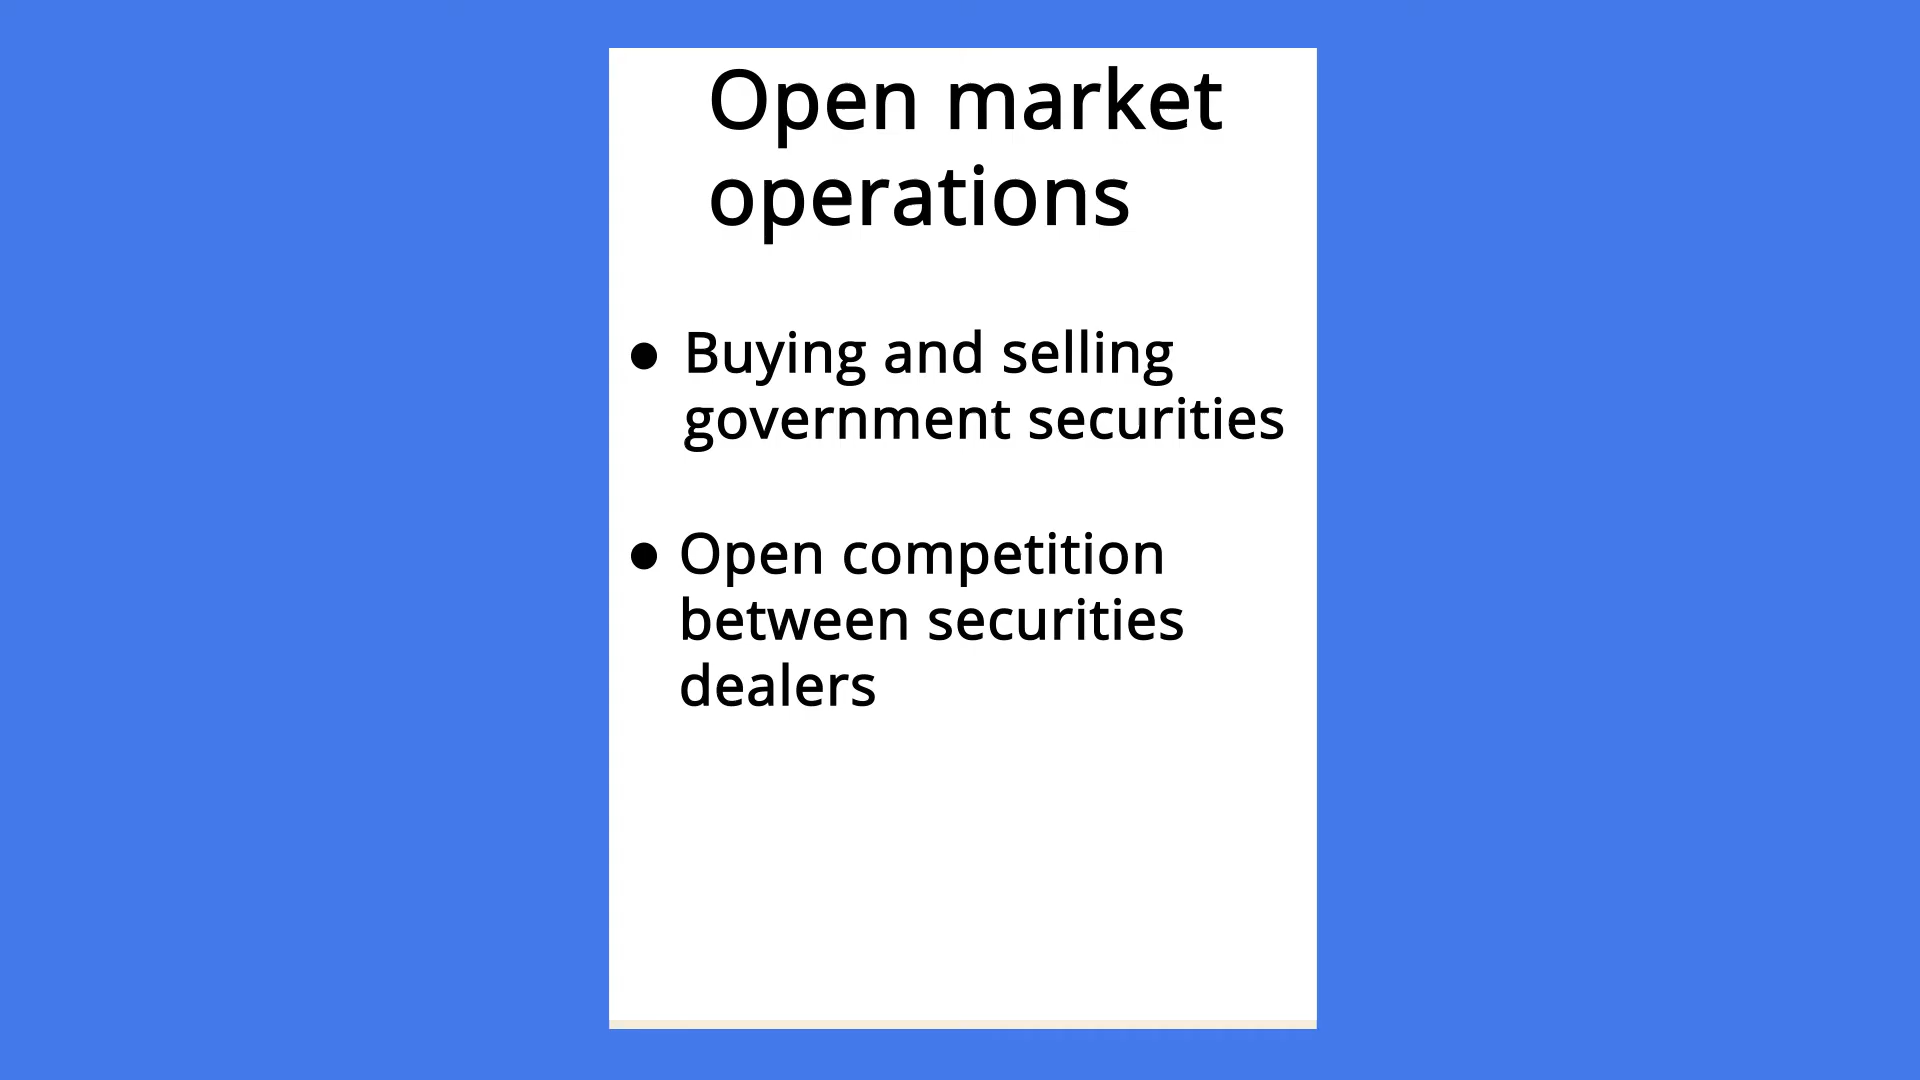 Open market
operations
● Buying and selling
government securities
● Open competition
between securities
dealers